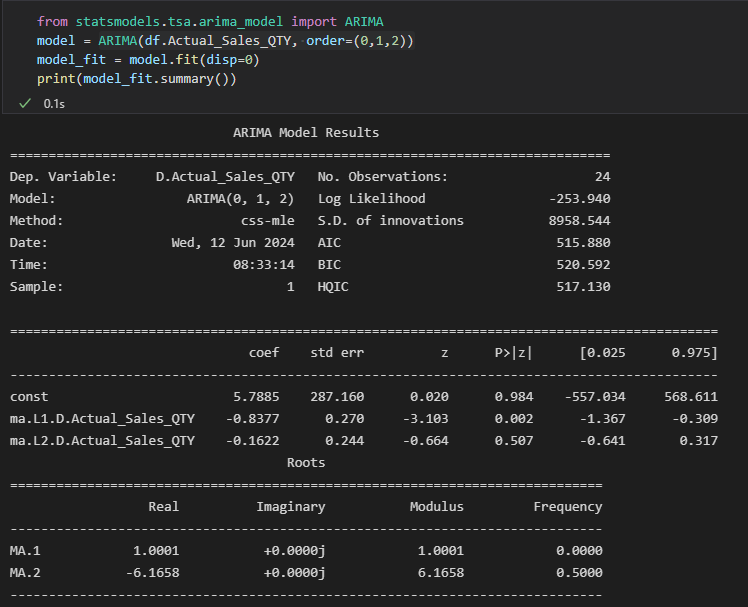 from statsmodels.tsa.arima_model import ARIMA
model = ARIMA(df.Actual_Sales_QTY, order=(0,1,2))
model_fit = model.fit(disp=0)
print(model_fit.summary())
✓ 0.1s
ARIMA Model Results
==============================================================================
Dep. Variable: D.Actual_Sales_QTY No. Observations: 24
Model: ARIMA(0, 1, 2) Log Likelihood -253.940
Method: css-mle S.D. of innovations 8958.544
Date: Wed, 12 Jun 2024 AIC 515.880
Time: 08:33:14 BIC 520.592
Sample: 1 HQIC 517.130
============================================================================================
coef std err z P>|z| [0.025 0.975]
--------------------------------------------------------------------------------------------
const 5.7885 287.160 0.020 0.984 -557.034 568.611
ma.L1.D.Actual_Sales_QTY -0.8377 0.270 -3.103 0.002 -1.367 -0.309
ma.L2.D.Actual_Sales_QTY -0.1622 0.244 -0.664 0.507 -0.641 0.317
Roots
=============================================================================
Real Imaginary Modulus Frequency
-----------------------------------------------------------------------------
MA.1 1.0001 +0.0000j 1.0001 0.0000
MA.2 -6.1658 +0.0000j 6.1658 0.5000
-----------------------------------------------------------------------------